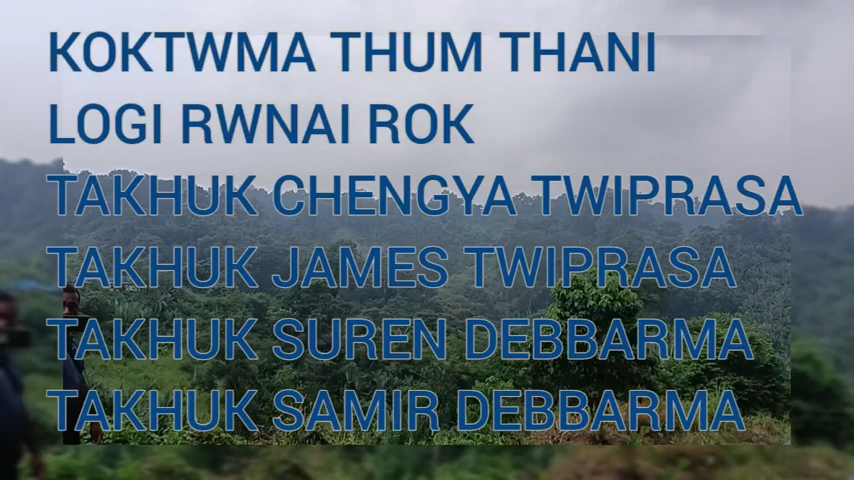 KOKTWMA THUM THANI
LOGI RWNAI ROK
TAKHUK CHENGYA TWIPRASA
TAKHUK JAMES TWIPRASA
TAKHUK SUREN DEBBARMA
TAKHUK SAMIR DEBBARMA